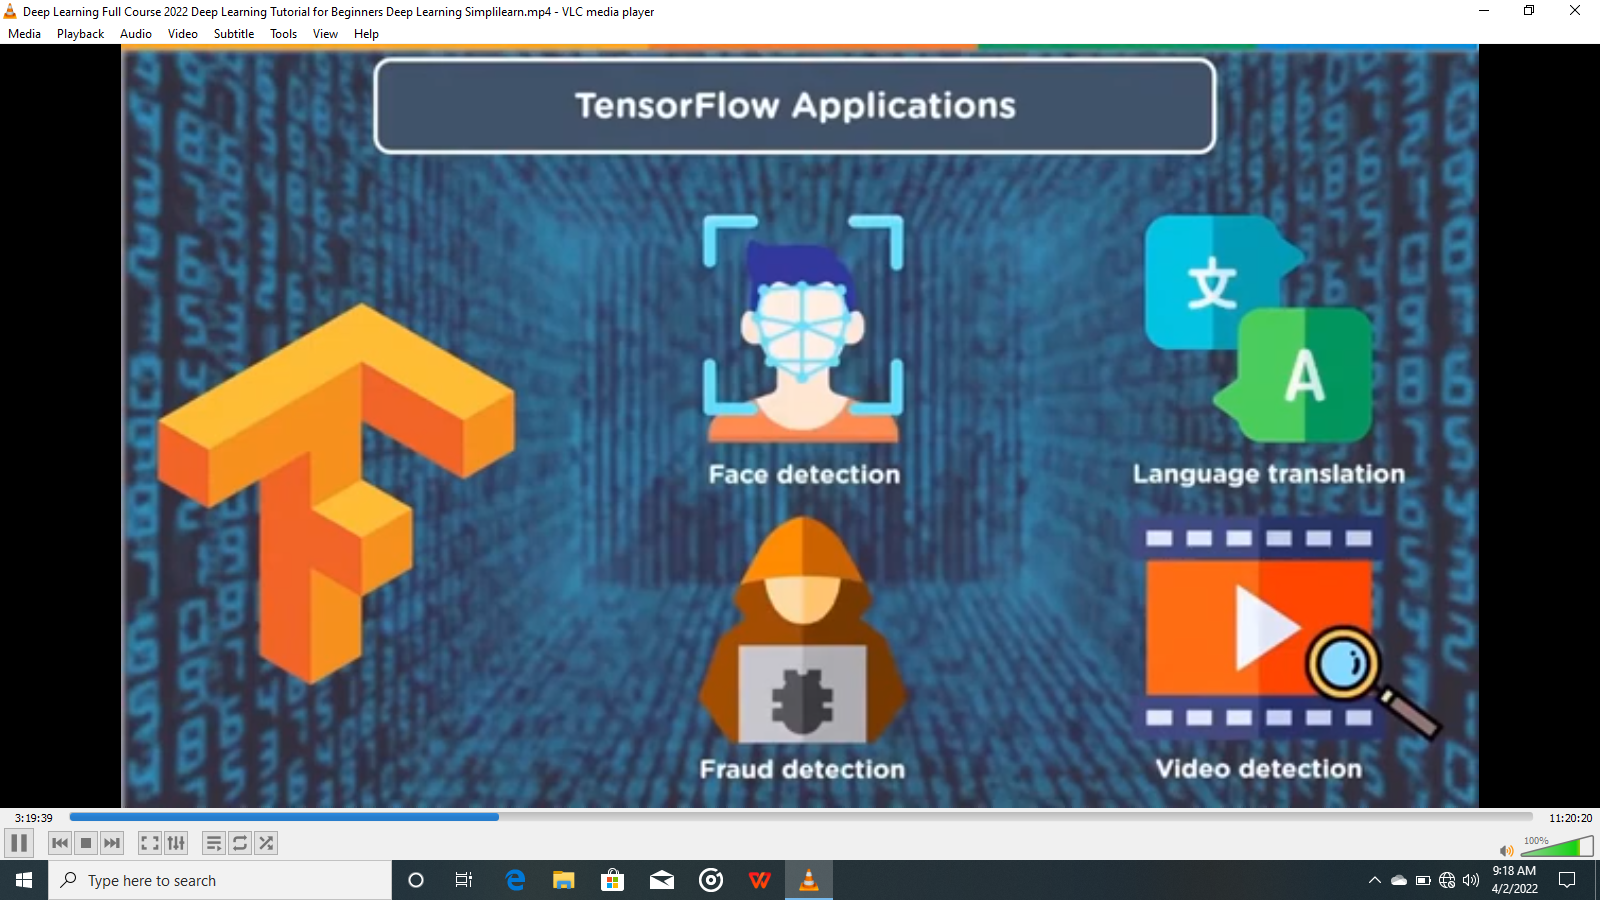 Deep Learning Full Course 2022 Deep Learning Tutorial for Beginners Deep Learning Simplilearn.mp4 - VLC media player
Media Playback Audio Video Subtitle Tools View Help
TensorFlow Applications
文
A
Face detection
Language translation
Fraud detection
Video detection
3:19:39
11:20:20
100%
Type here to search
9:18 AM
4/2/2022